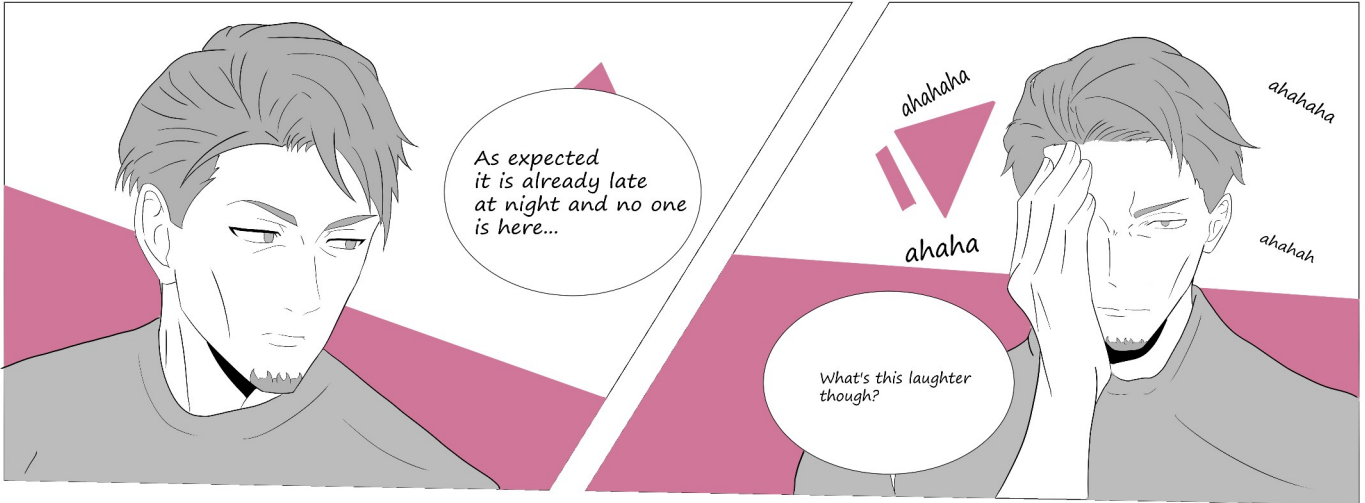 As expected
it is already late
at night and no one
is here...
ahahaha
ahahaha
ahaha
ahahah
What's this laughter
though?